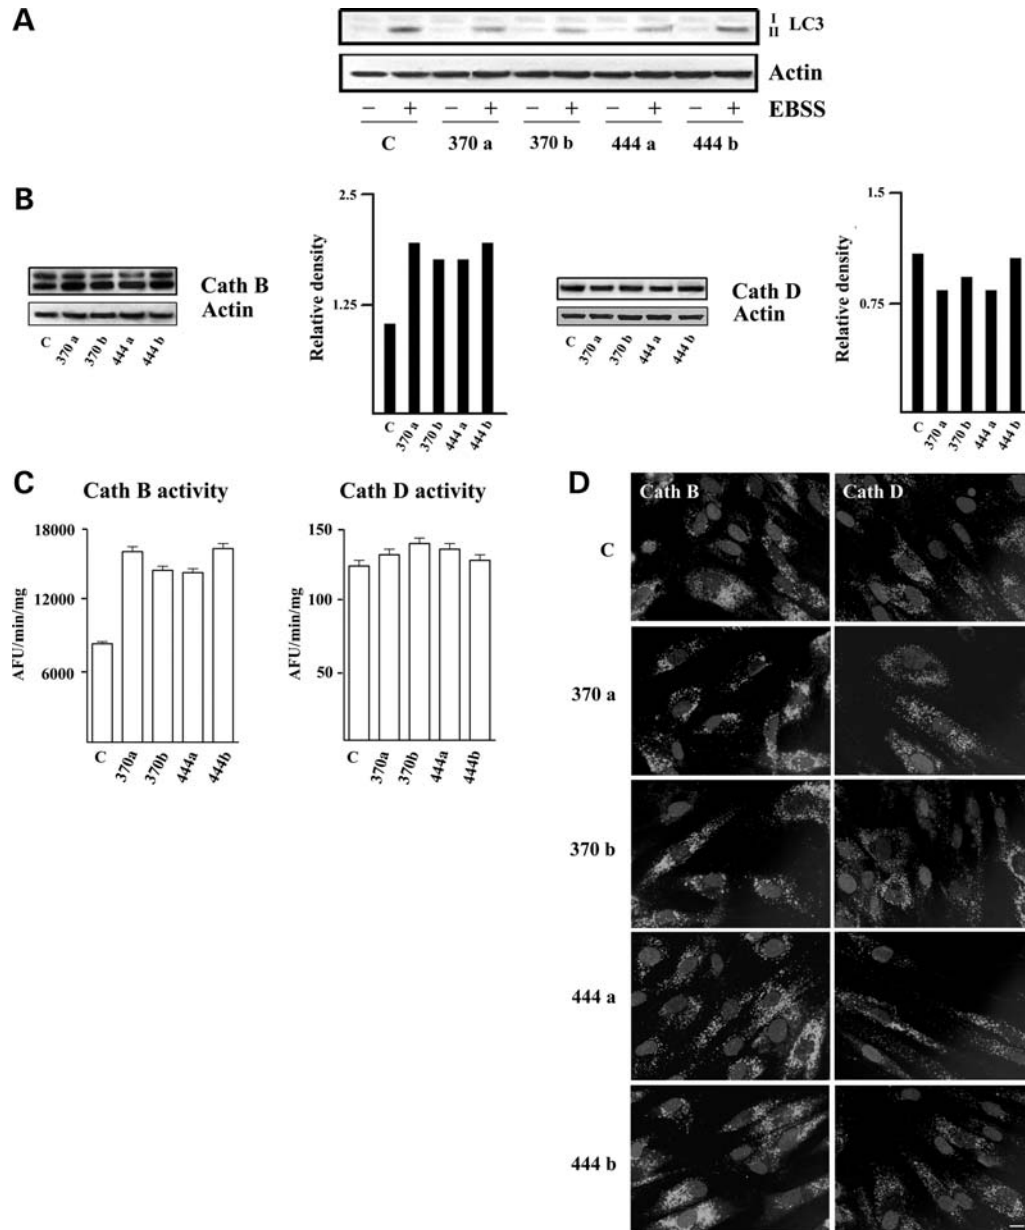 A
I
II LC3
Actin
− + − + − + − + − + EBSS
C 370 a 370 b 444 a 444 b
B
Cath B
Actin
C 370 a 370 b 444 a 444 b
Relative density
2.5
1.25
C 370 a 370 b 444 a 444 b
Cath D
Actin
C 370 a 370 b 444 a 444 b
Relative density
1.5
0.75
C 370 a 370 b 444 a 444 b
C
Cath B activity
AFU/min/mg
18000
12000
6000
C 370a 370b 444a 444b
Cath D activity
AFU/min/mg
150
100
50
C 370a 370b 444a 444b
D
Cath B Cath D
C
370 a
370 b
444 a
444 b